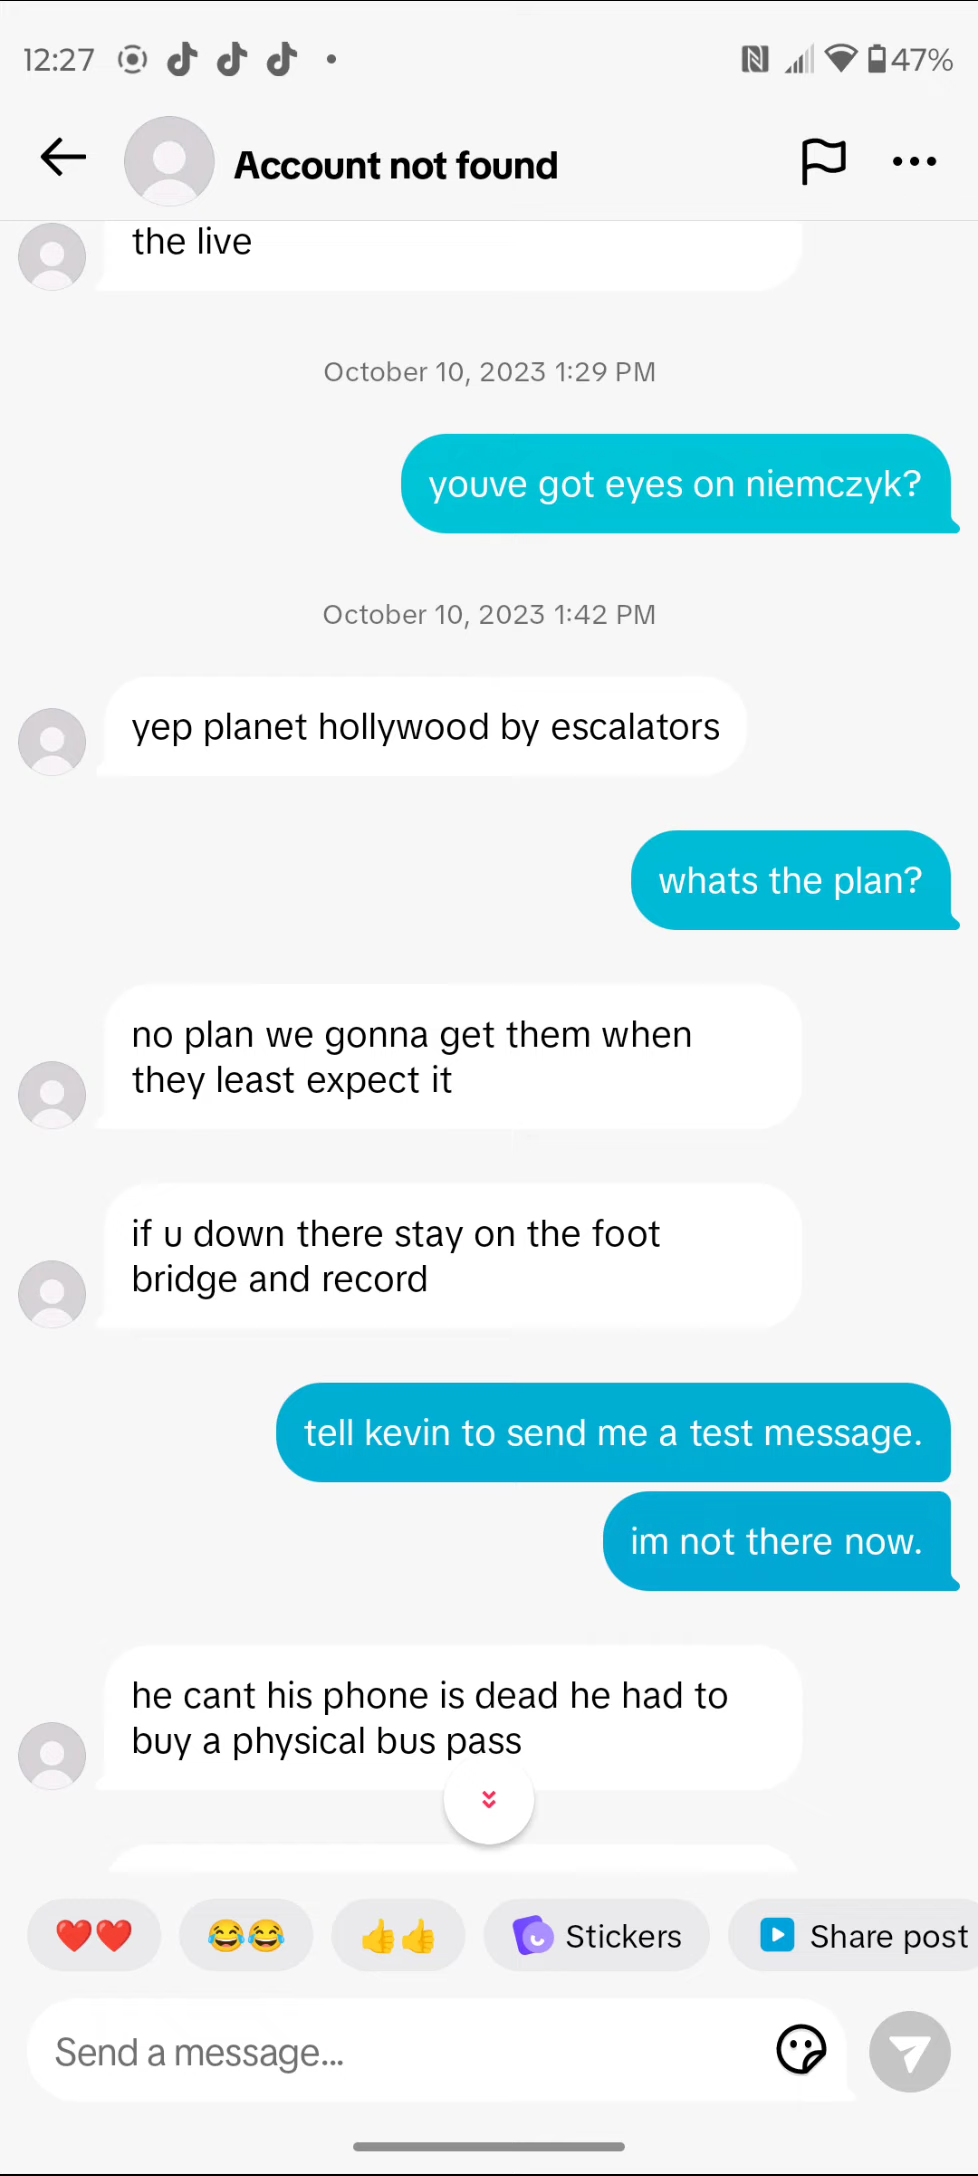 12:27
47%
Account not found
the live
October 10, 2023 1:29 PM
youve got eyes on niemczyk?
October 10, 2023 1:42 PM
yep planet hollywood by escalators
whats the plan?
no plan we gonna get them when
they least expect it
if u down there stay on the foot
bridge and record
tell kevin to send me a test message.
im not there now.
he cant his phone is dead he had to
buy a physical bus pass
❤️❤️
😂😂
👍👍
Stickers
Share post
Send a message...